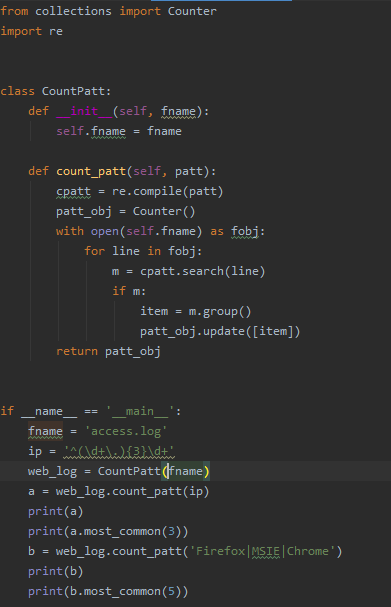 from collections import Counter
import re
class CountPatt:
    def __init__(self, fname):
        self.fname = fname
    def count_patt(self, patt):
        cpatt = re.compile(patt)
        patt_obj = Counter()
        with open(self.fname) as fobj:
            for line in fobj:
                m = cpatt.search(line)
                if m:
                    item = m.group()
                    patt_obj.update([item])
        return patt_obj
if __name__ == '__main__':
    fname = 'access.log'
    ip = '^(\d+\.){3}\d+'
    web_log = CountPatt(fname)
    a = web_log.count_patt(ip)
    print(a)
    print(a.most_common(3))
    b = web_log.count_patt('Firefox|MSIE|Chrome')
    print(b)
    print(b.most_common(5))